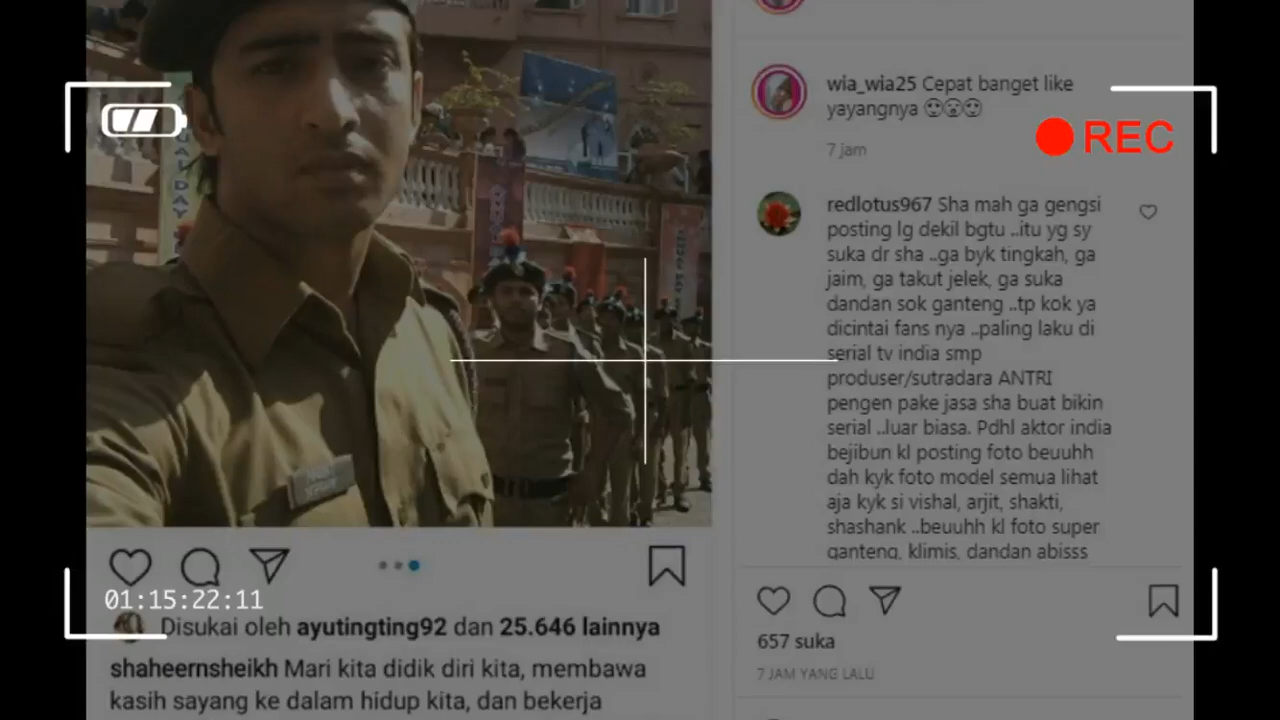 UAL DAY
REC
01:15:22:11
Disukai oleh ayutingting92 dan 25.646 lainnya
shaheernsheikh Mari kita didik diri kita, membawa
kasih sayang ke dalam hidup kita, dan bekerja
wia_wia25 Cepat banget like
yayangnya
7 jam
redlotus967 Sha mah ga gengsi
posting lg dekil bgtu ..itu yg sy
suka dr sha ..ga byk tingkah, ga
jaim, ga takut jelek, ga suka
dandan sok ganteng ..tp kok ya
dicintai fans nya ..paling laku di
serial tv india smp
produser/sutradara ANTRI
pengen pake jasa sha buat bikin
serial ..luar biasa. Pdhl aktor india
bejibun kl posting foto beuuhh
dah kyk foto model semua lihat
aja kyk si vishal, arjit, shakti,
shashank ..beuuhh kl foto super
ganteng, klimis, dandan abisss
657 suka
7 JAM YANG LALU